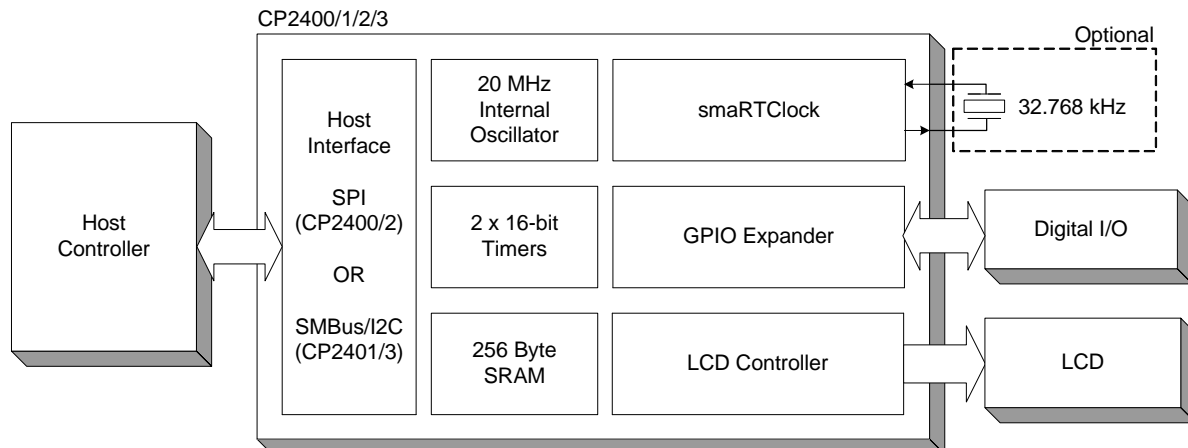 CP2400/1/2/3
Optional
Host
Controller
Host
Interface
SPI
(CP2400/2)
OR
SMBus/I2C
(CP2401/3)
20 MHz
Internal
Oscillator
smaRTClock
32.768 kHz
2 x 16-bit
Timers
GPIO Expander
Digital I/O
256 Byte
SRAM
LCD Controller
LCD